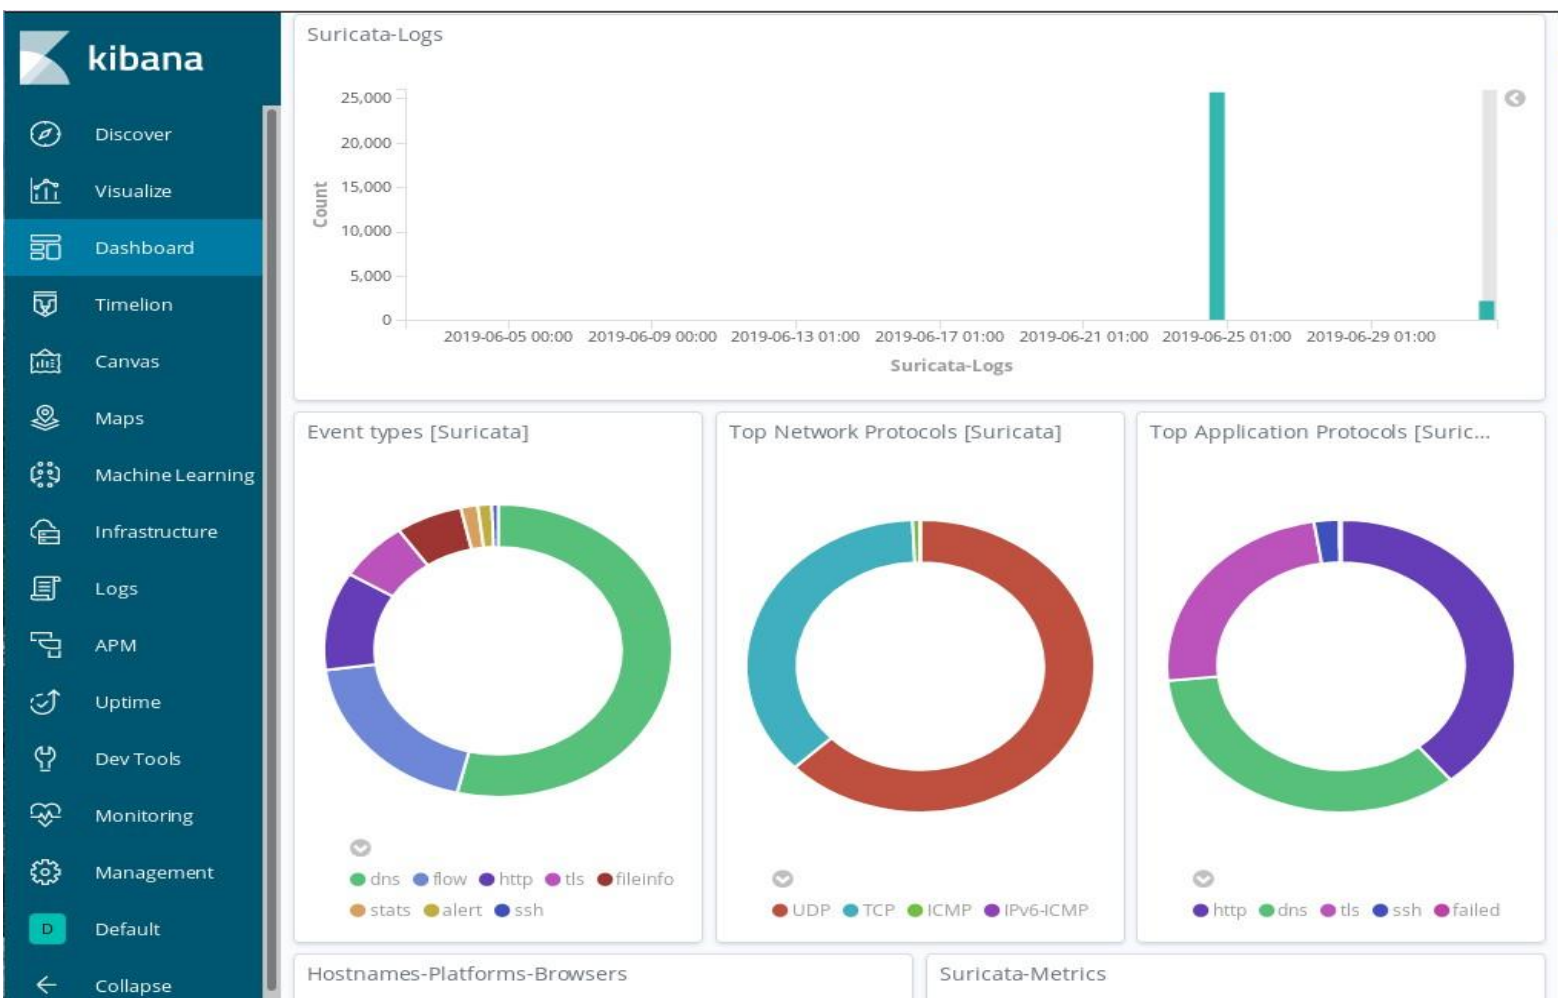 kibana
Discover
Visualize
Dashboard
Timelion
Canvas
Maps
Machine Learning
Infrastructure
Logs
APM
Uptime
Dev Tools
Monitoring
Management
D Default
Collapse
Suricata-Logs
25,000
20,000
15,000
10,000
5,000
0
Count
2019-06-05 00:00 2019-06-09 00:00 2019-06-13 01:00 2019-06-17 01:00 2019-06-21 01:00 2019-06-25 01:00 2019-06-29 01:00
Suricata-Logs
Event types [Suricata]
dns flow http tls fileinfo
stats alert ssh
Top Network Protocols [Suricata]
UDP TCP ICMP IPv6-ICMP
Top Application Protocols [Suric...
http dns tls ssh failed
Hostnames-Platforms-Browsers
Suricata-Metrics